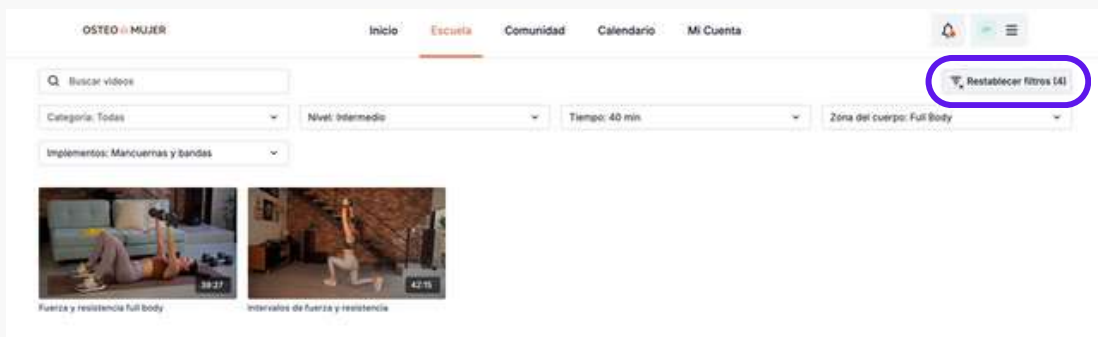 OSTEO MUJER
Inicio Escuela Comunidad Calendario Mi Cuenta
Buscar videos
Restablecer filtros (4)
Categoría: Todas
Nivel: Intermedio
Tiempo: 40 min
Zona del cuerpo: Full Body
Implementos: Mancuernas y bandas
39:27
42:15
Fuerza y resistencia full body
Intervalos de fuerza y resistencia